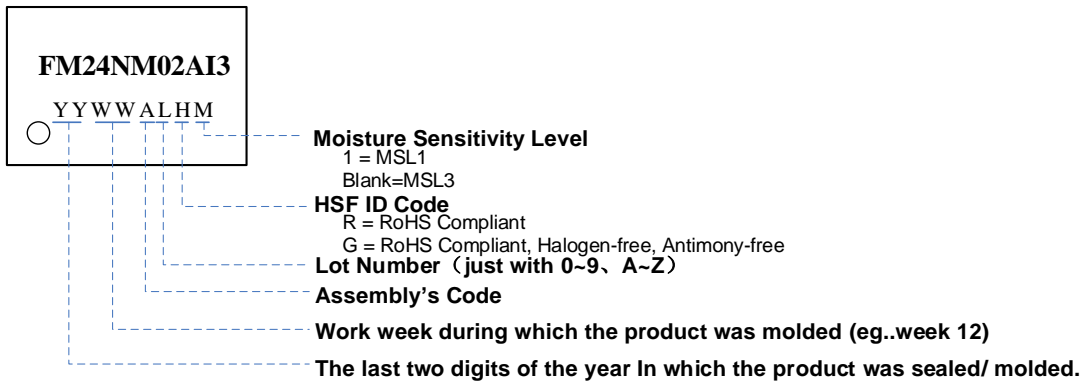 FM24NM02AI3
YYWWALHM
Moisture Sensitivity Level
1 = MSL1
Blank=MSL3
HSF ID Code
R = RoHS Compliant
G = RoHS Compliant, Halogen-free, Antimony-free
Lot Number（just with 0~9、A~Z）
Assembly's Code
Work week during which the product was molded (eg..week 12)
The last two digits of the year In which the product was sealed/ molded.